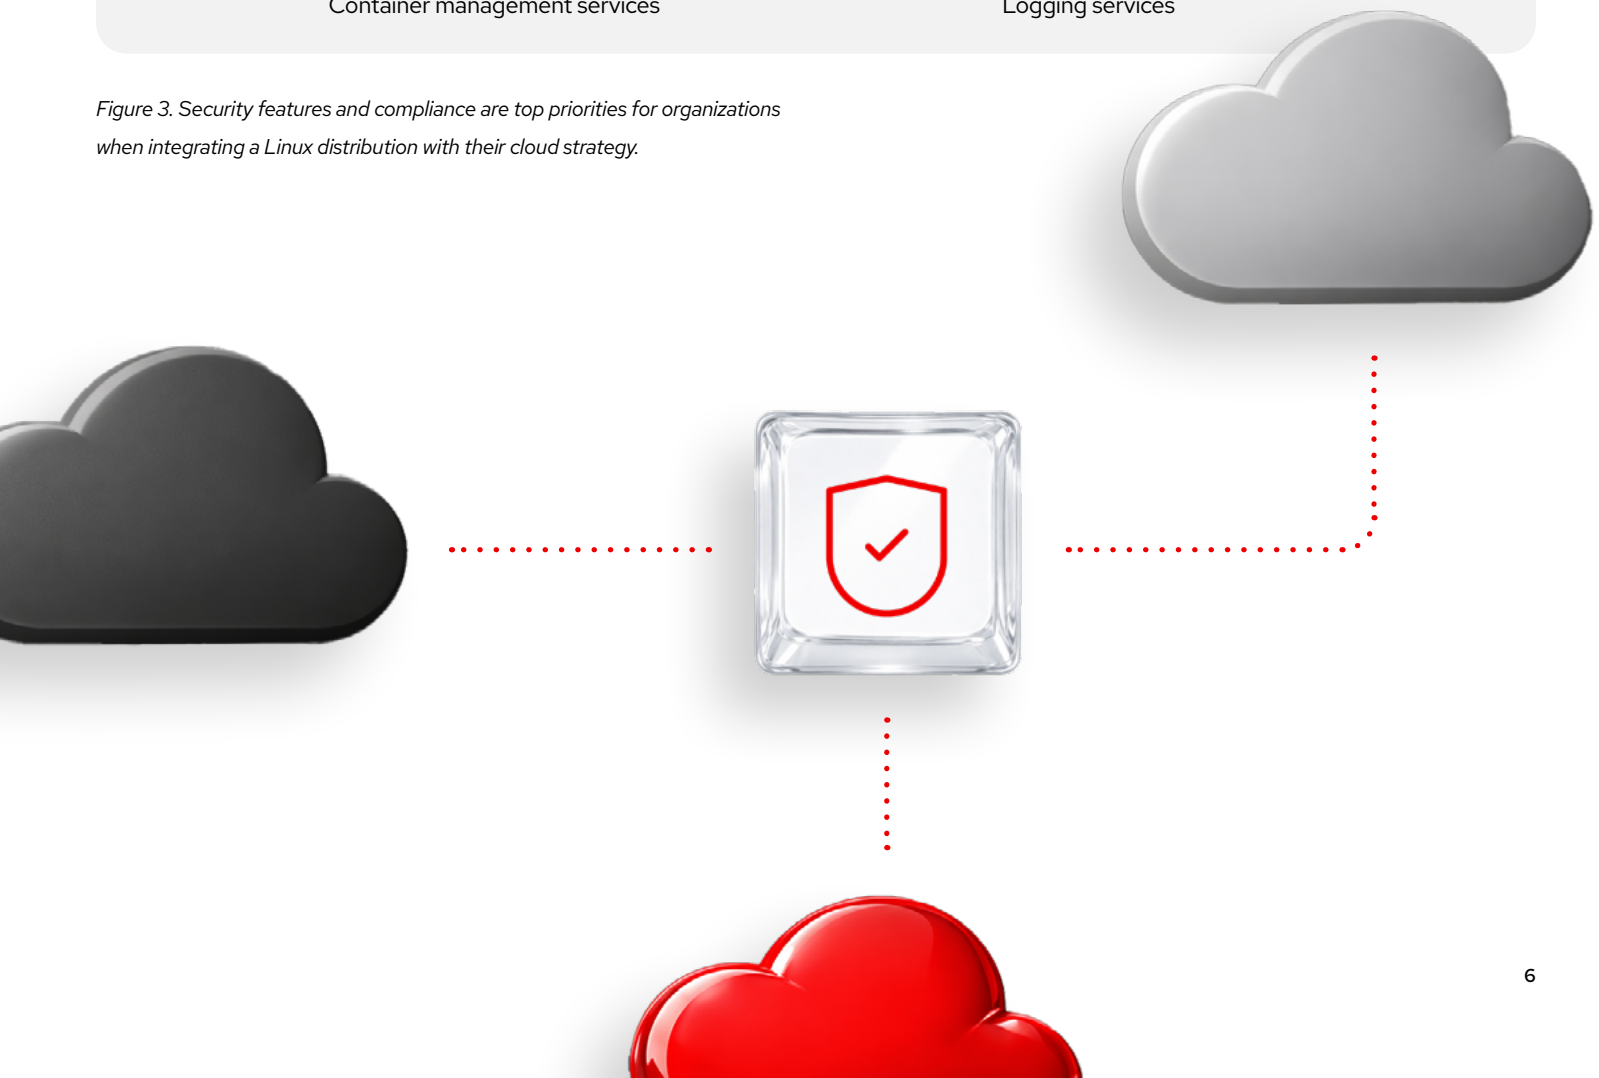 Container management services
Logging services
Figure 3. Security features and compliance are top priorities for organizations
when integrating a Linux distribution with their cloud strategy.
6